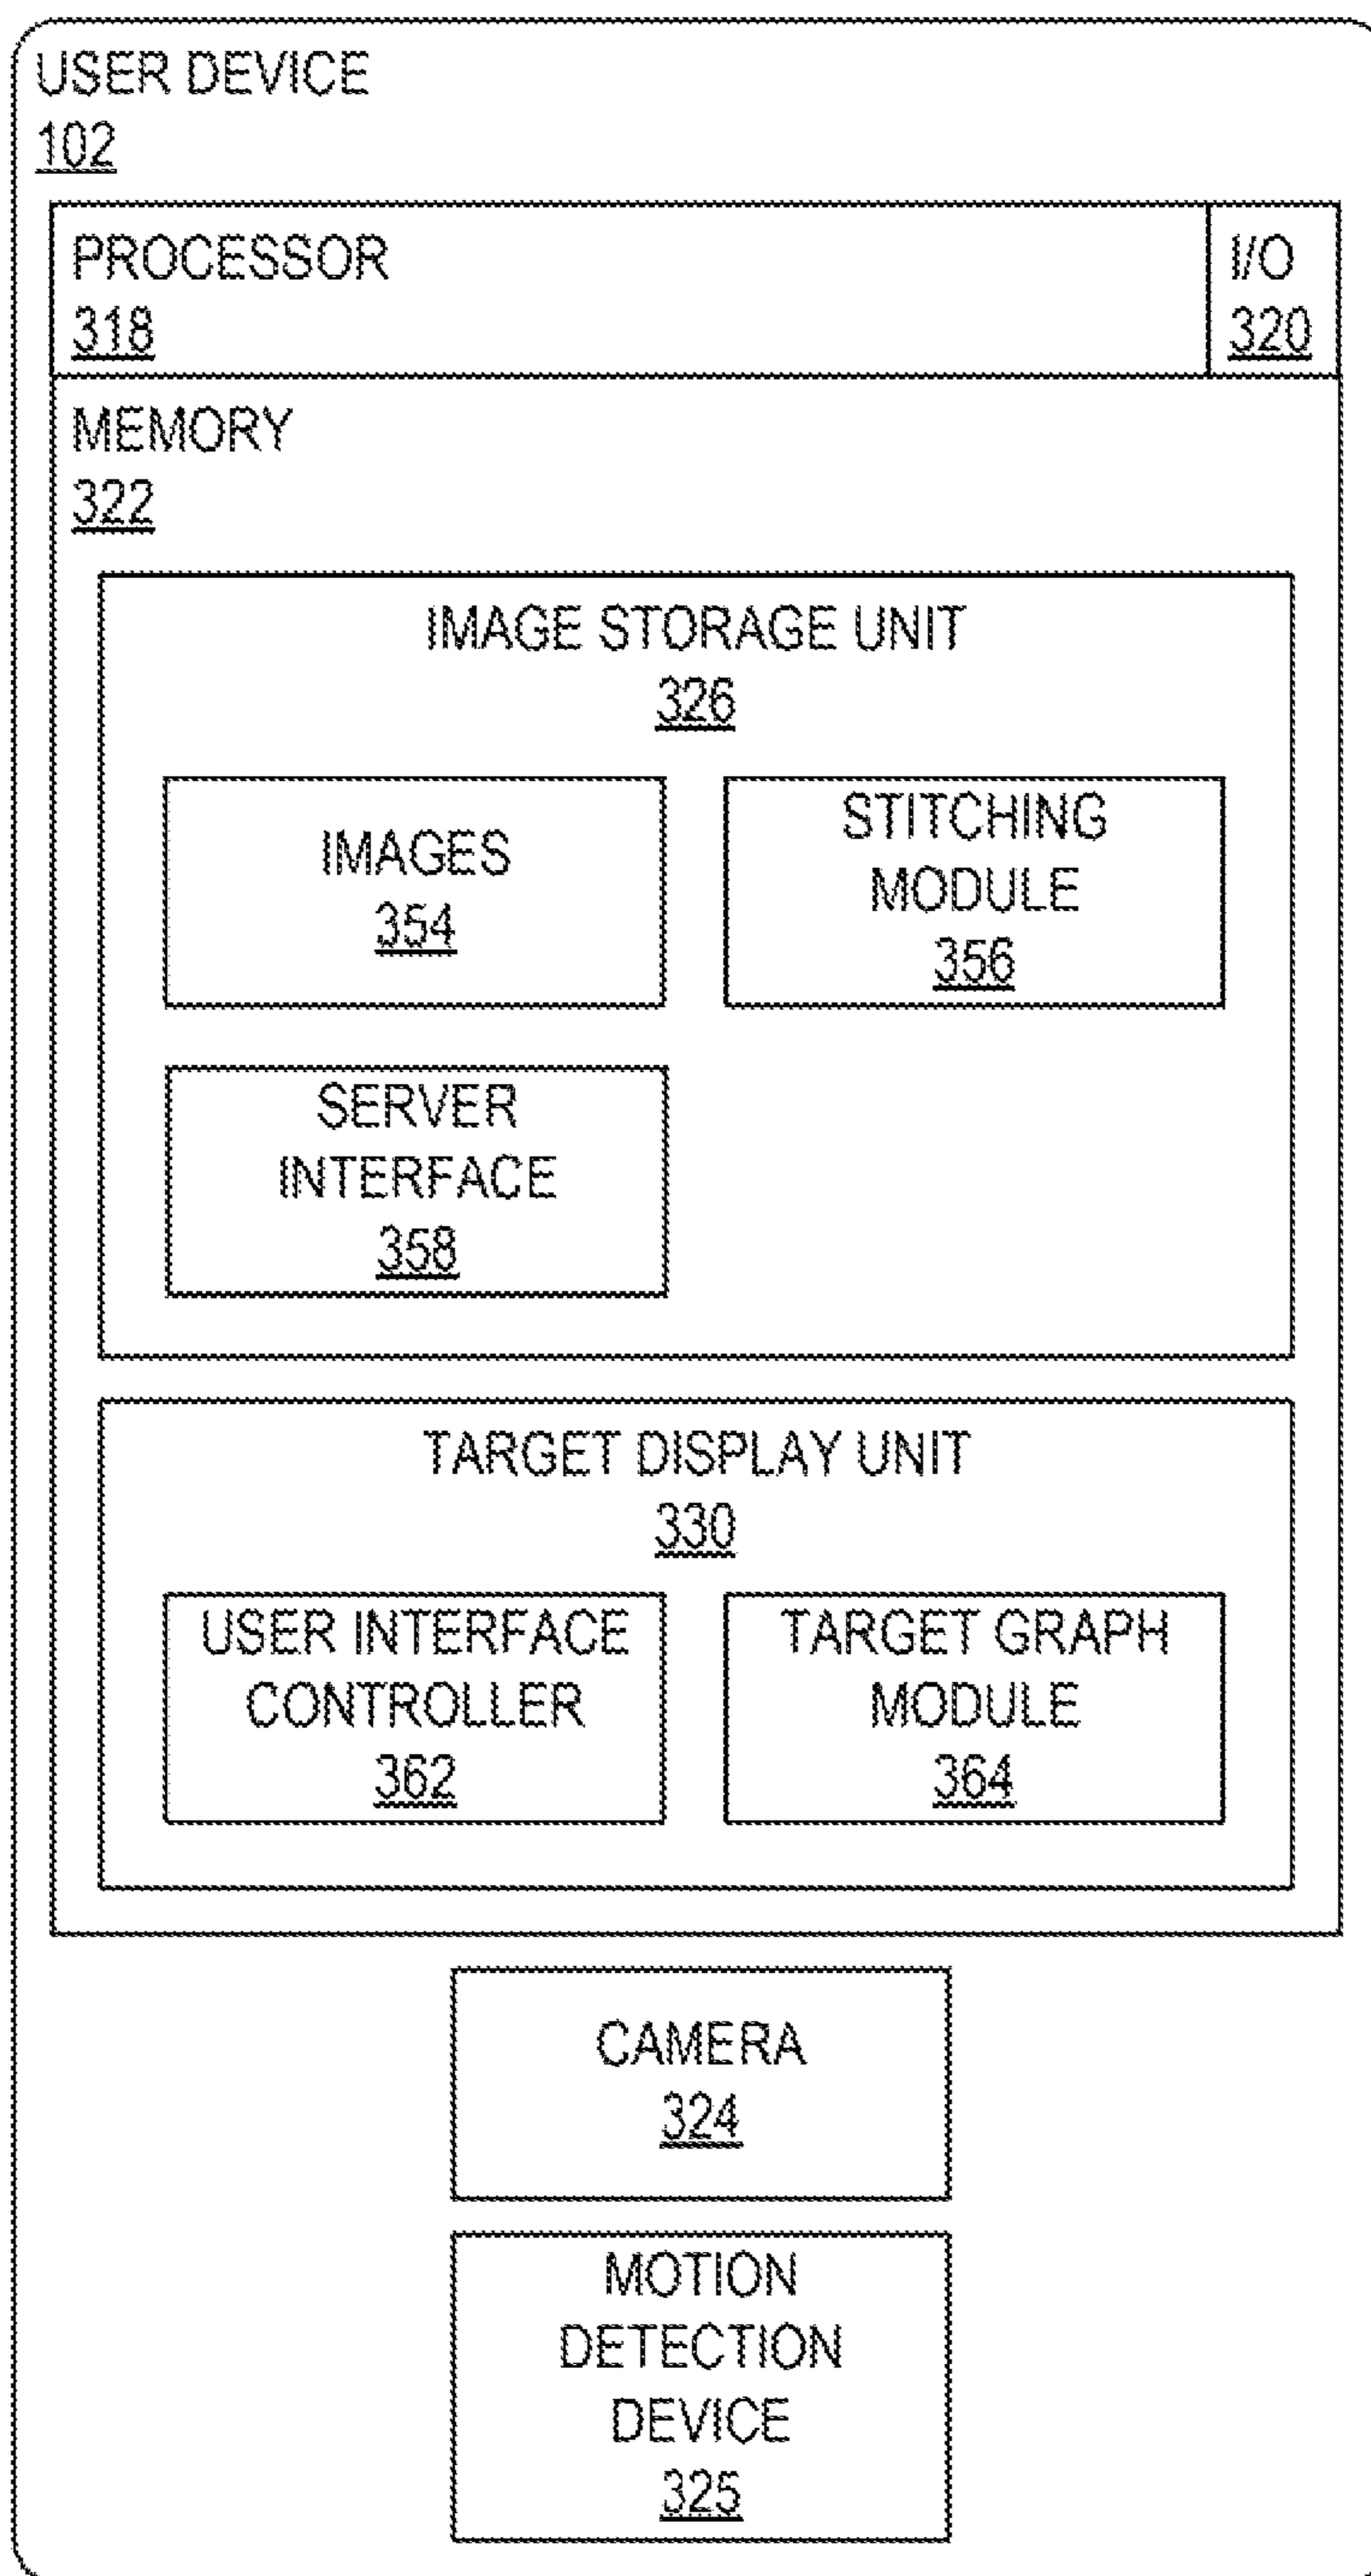 USER DEVICE
102
PROCESSOR
318
I/O
320
MEMORY
322
IMAGE STORAGE UNIT
326
IMAGES
354
STITCHING
MODULE
356
SERVER
INTERFACE
358
TARGET DISPLAY UNIT
330
USER INTERFACE
CONTROLLER
362
TARGET GRAPH
MODULE
364
CAMERA
324
MOTION
DETECTION
DEVICE
325